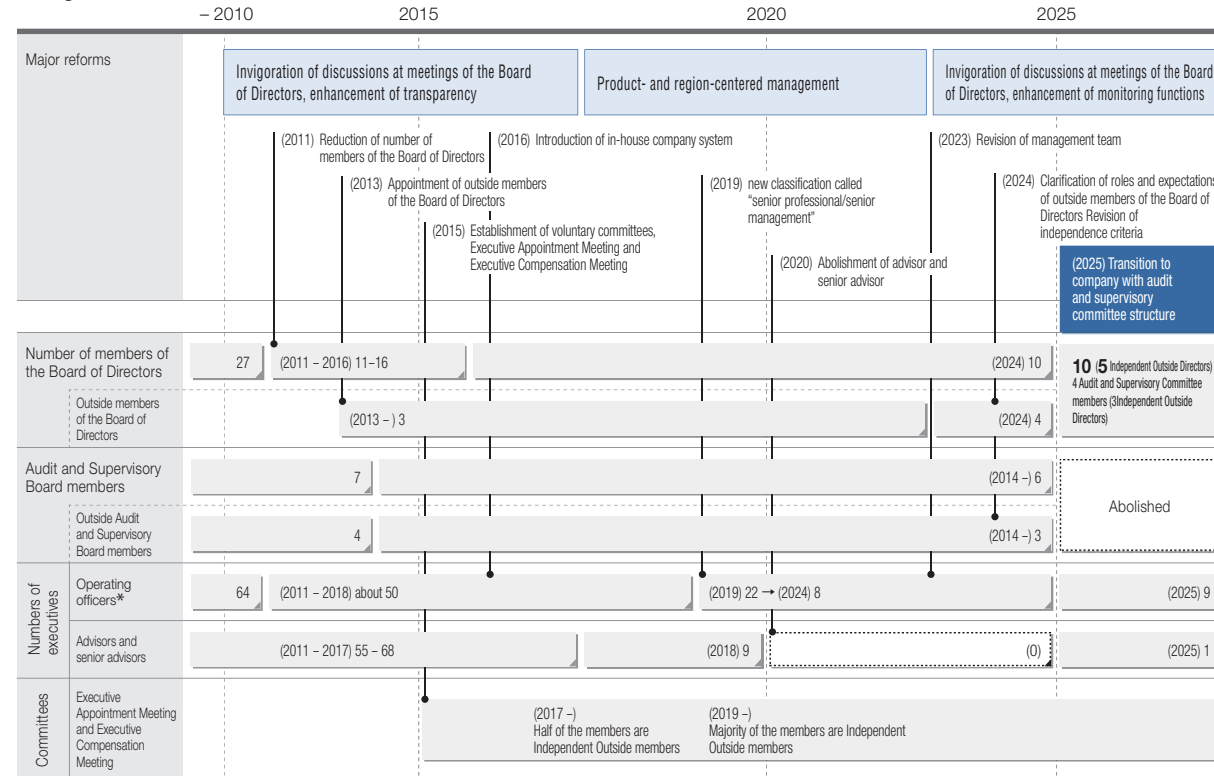 – 2010 2015 2020 2025
Major reforms
Invigoration of discussions at meetings of the Board
of Directors, enhancement of transparency
Product- and region-centered management
Invigoration of discussions at meetings of the Board
of Directors, enhancement of monitoring functions
(2011) Reduction of number of
members of the Board of Directors
(2016) Introduction of in-house company system
(2023) Revision of management team
(2013) Appointment of outside members
of the Board of Directors
(2019) new classification called
“senior professional/senior
management”
(2024) Clarification of roles and expectations
of outside members of the Board of
Directors Revision of
independence criteria
(2015) Establishment of voluntary committees,
Executive Appointment Meeting and
Executive Compensation Meeting
(2020) Abolishment of advisor and
senior advisor
(2025) Transition to
company with audit
and supervisory
committee structure
Number of members of
the Board of Directors
27
(2011 – 2016) 11–16
(2024) 10
10 (5 Independent Outside Directors)
4 Audit and Supervisory Committee
members (3Independent Outside
Directors)
Outside members
of the Board of
Directors
(2013 – ) 3
(2024) 4
Audit and Supervisory
Board members
7
(2014 –) 6
Abolished
Outside Audit
and Supervisory
Board members
4
(2014 –) 3
Numbers of
executives
Operating
officers*
64
(2011 – 2018) about 50
(2019) 22 → (2024) 8
(2025) 9
Advisors and
senior advisors
(2011 – 2017) 55 – 68
(2018) 9
(0)
(2025) 1
Committees
Executive
Appointment Meeting
and Executive
Compensation
Meeting
(2017 –)
Half of the members are
Independent Outside members
(2019 –)
Majority of the members are Independent
Outside members